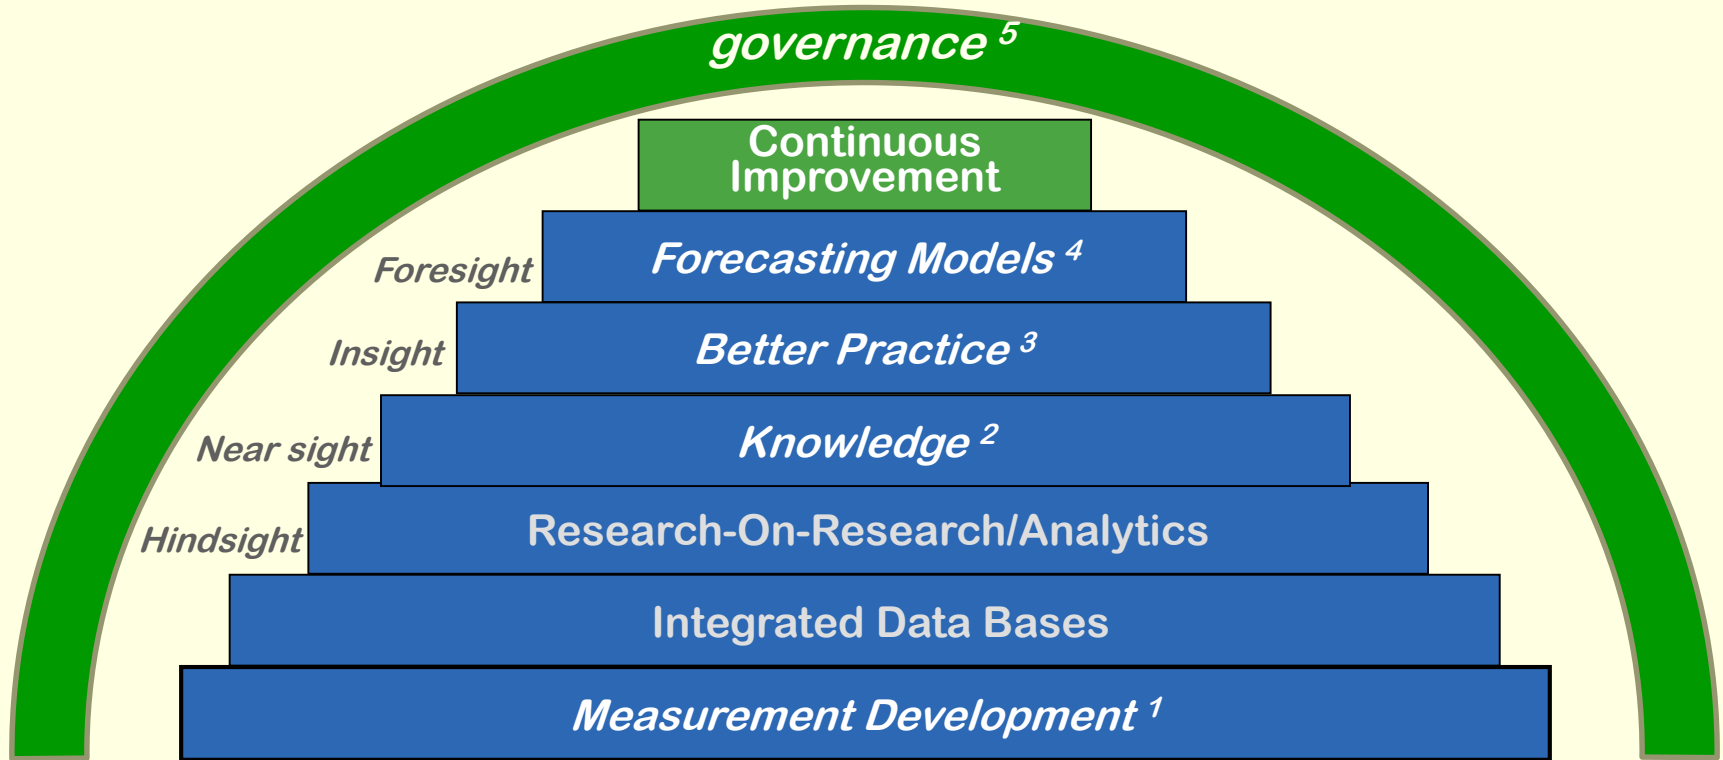 governance 5
Continuous
Improvement
Foresight
Forecasting Models 4
Insight
Better Practice 3
Near sight
Knowledge 2
Hindsight
Research-On-Research/Analytics
Integrated Data Bases
Measurement Development 1